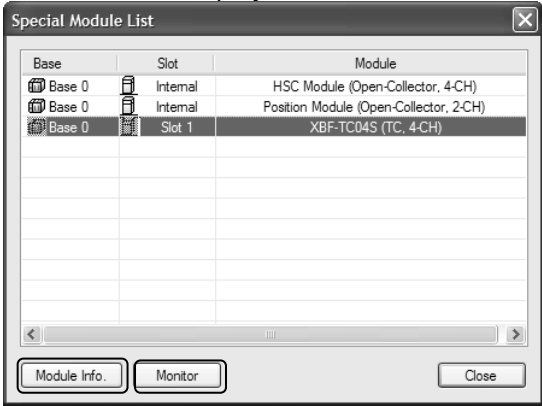 Special Module List
Base Slot Module
Base 0 Internal HSC Module (Open-Collector, 4-CH)
Base 0 Internal Position Module (Open-Collector, 2-CH)
Base 0 Slot 1 XBF-TC04S (TC, 4-CH)
Module Info. Monitor Close